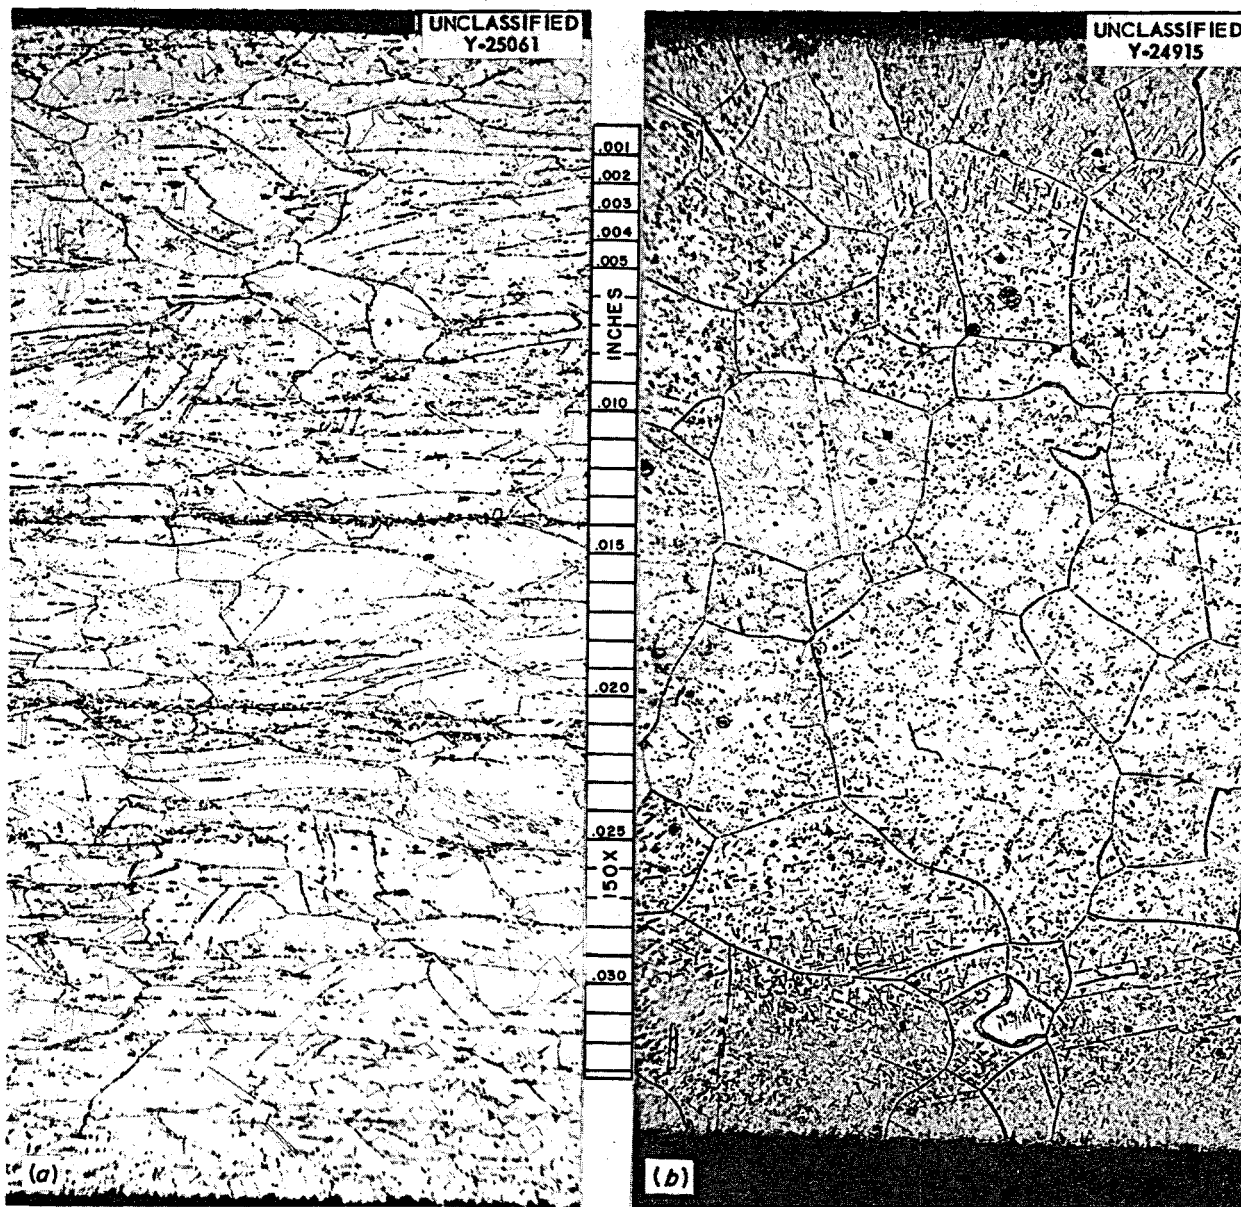 UNCLASSIFIED
Y-25061
UNCLASSIFIED
Y-24915
.001
.002
.003
.004
.005
INCHES
.010
.015
.020
.025
150X
.030
(a)
(b)